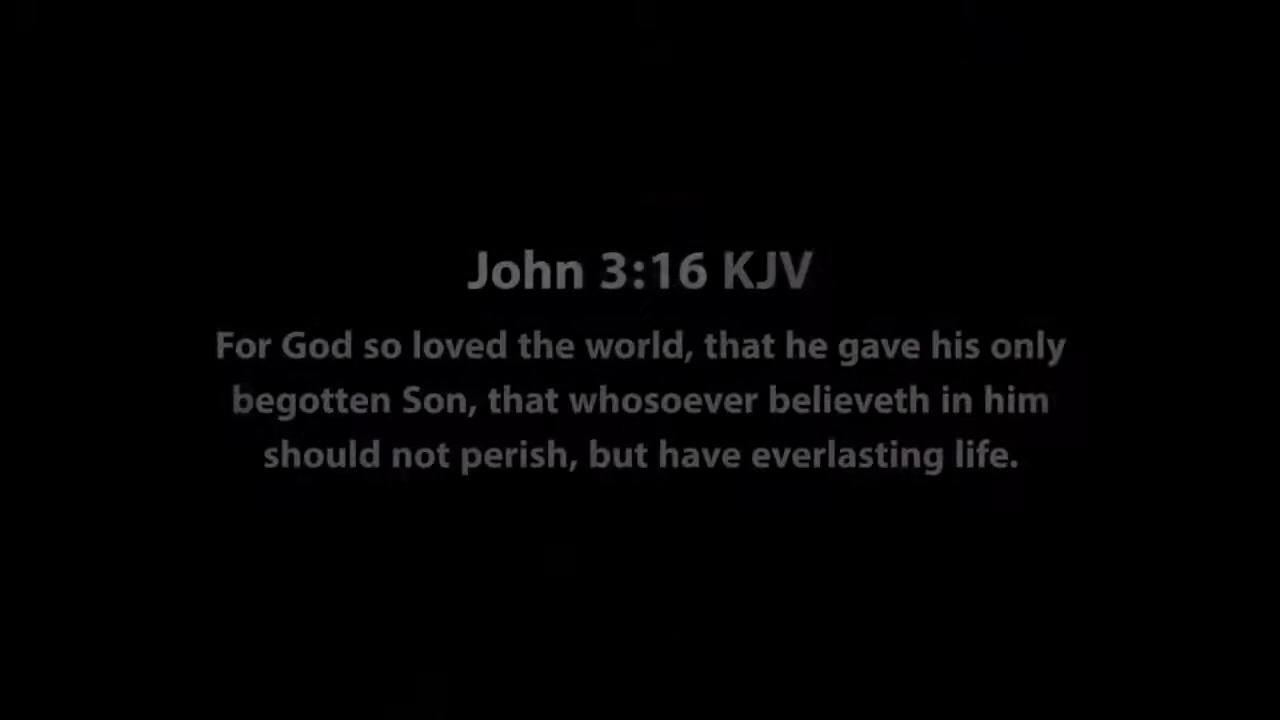 John 3:16 KJV
For God so loved the world, that he gave his only
begotten Son, that whosoever believeth in him
should not perish, but have everlasting life.